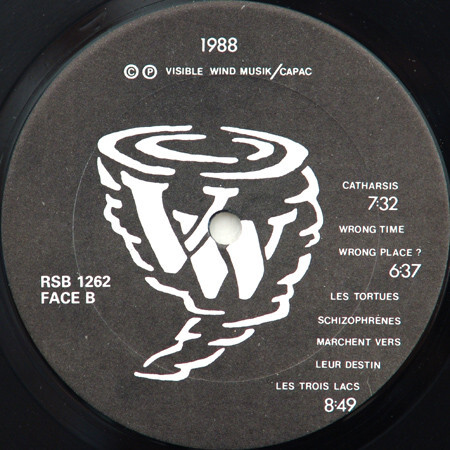 1988
© ℗ VISIBLE WIND MUSIK/CAPAC
VW
CATHARSIS
7:32
WRONG TIME
WRONG PLACE ?
6:37
RSB 1262
FACE B
LES TORTUES
SCHIZOPHRÈNES
MARCHENT VERS
LEUR DESTIN
LES TROIS LACS
8:49